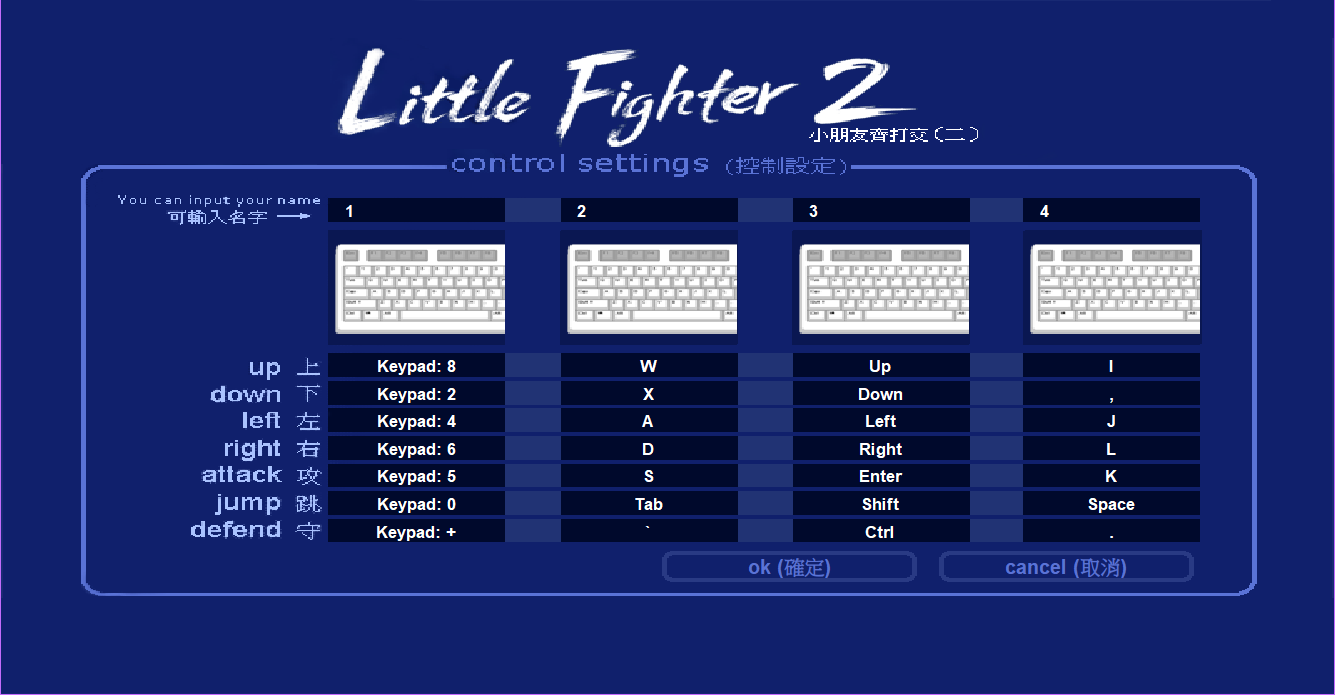 Little Fighter 2
小朋友齊打交(二)
control settings (控制設定)
You can input your name
可輸入名字 → 1 2 3 4
up 上 Keypad: 8 W Up I
down 下 Keypad: 2 X Down ,
left 左 Keypad: 4 A Left J
right 右 Keypad: 6 D Right L
attack 攻 Keypad: 5 S Enter K
jump 跳 Keypad: 0 Tab Shift Space
defend 守 Keypad: + ` Ctrl .
ok (確定) cancel (取消)